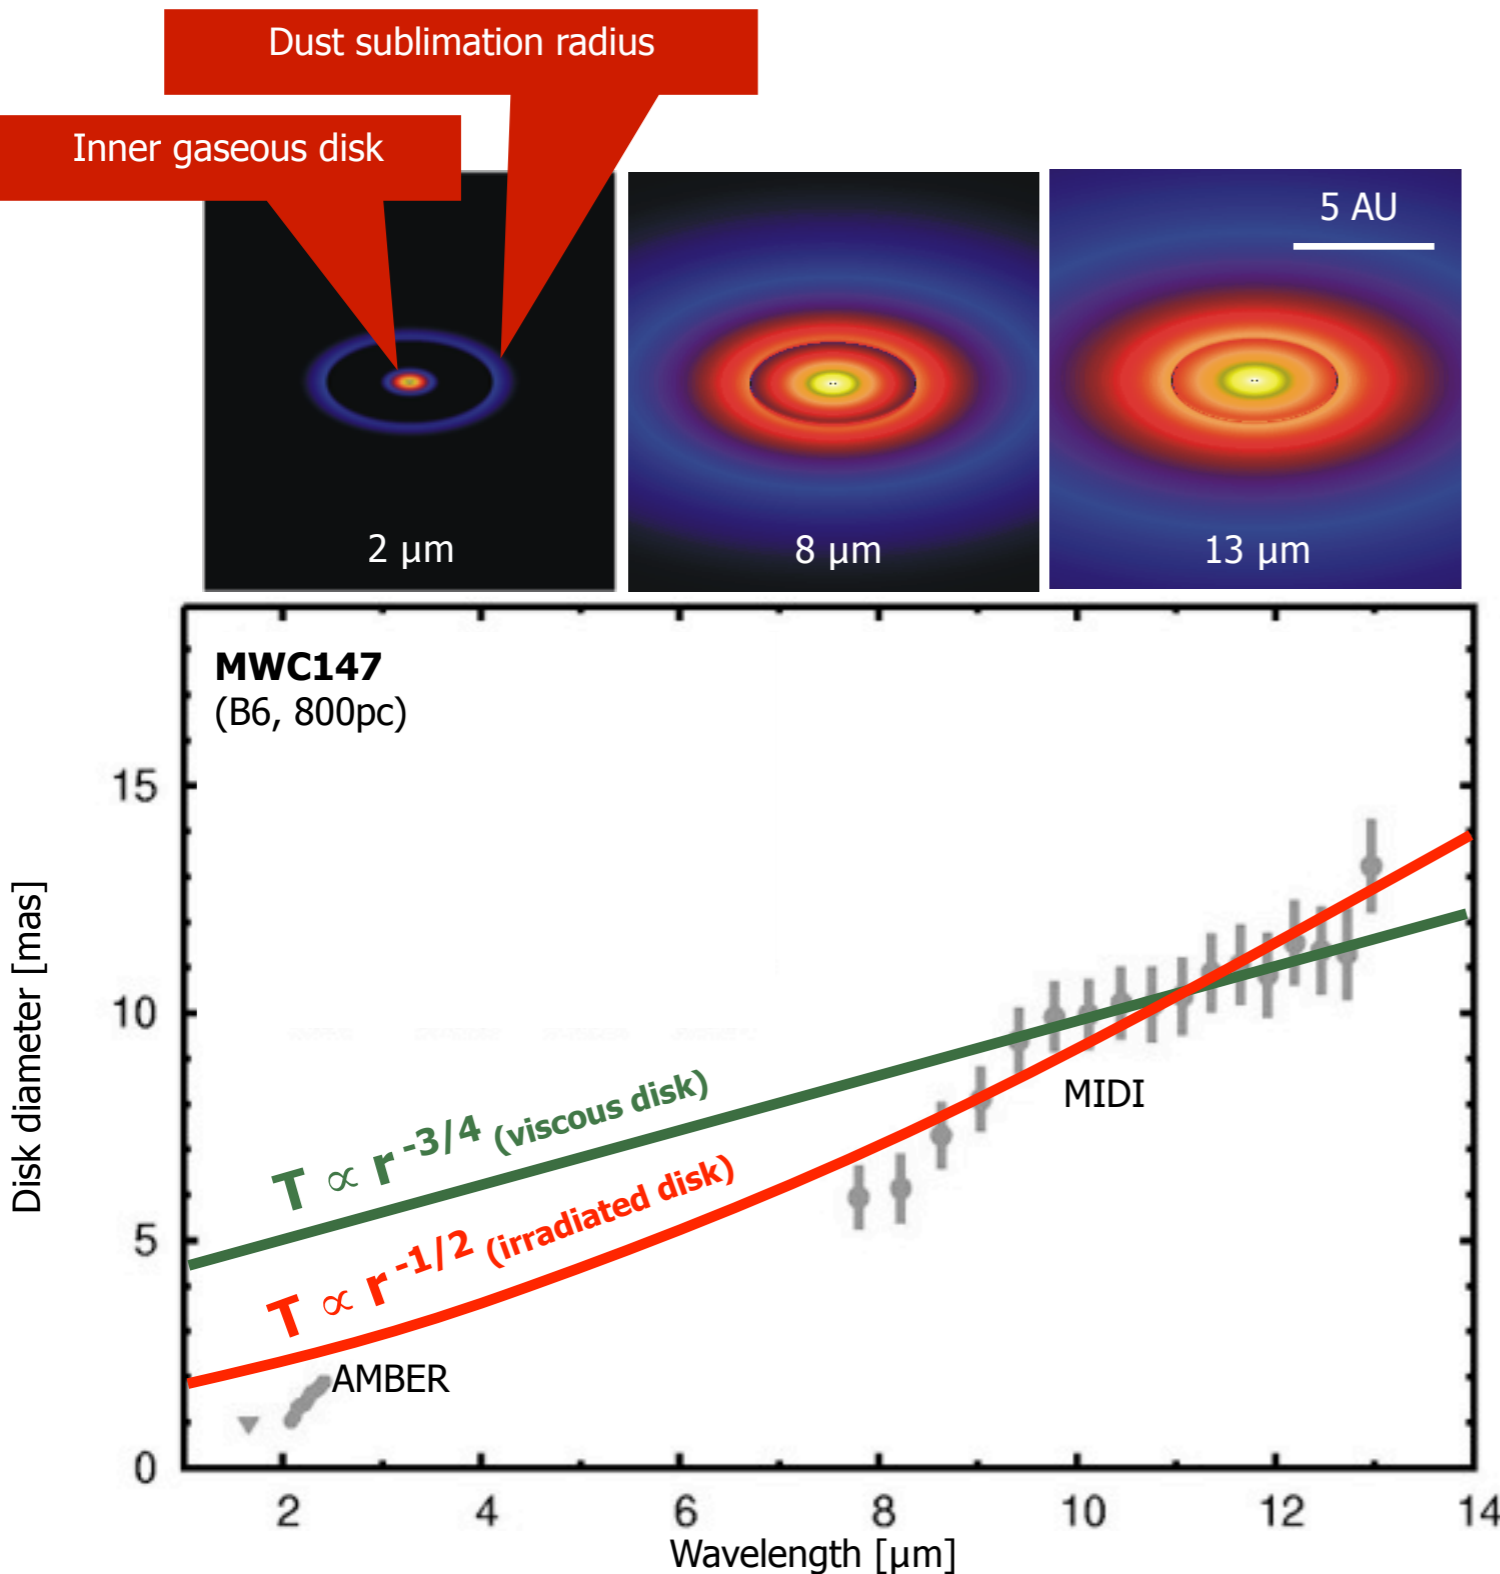 Dust sublimation radius
Inner gaseous disk
5 AU
2 µm
8 µm
13 µm
MWC147
(B6, 800pc)
15
10
5
0
Disk diameter [mas]
T ∝ r^-3/4 (viscous disk)
T ∝ r^-1/2 (irradiated disk)
MIDI
AMBER
2 4 6 8 10 12 14
Wavelength [µm]